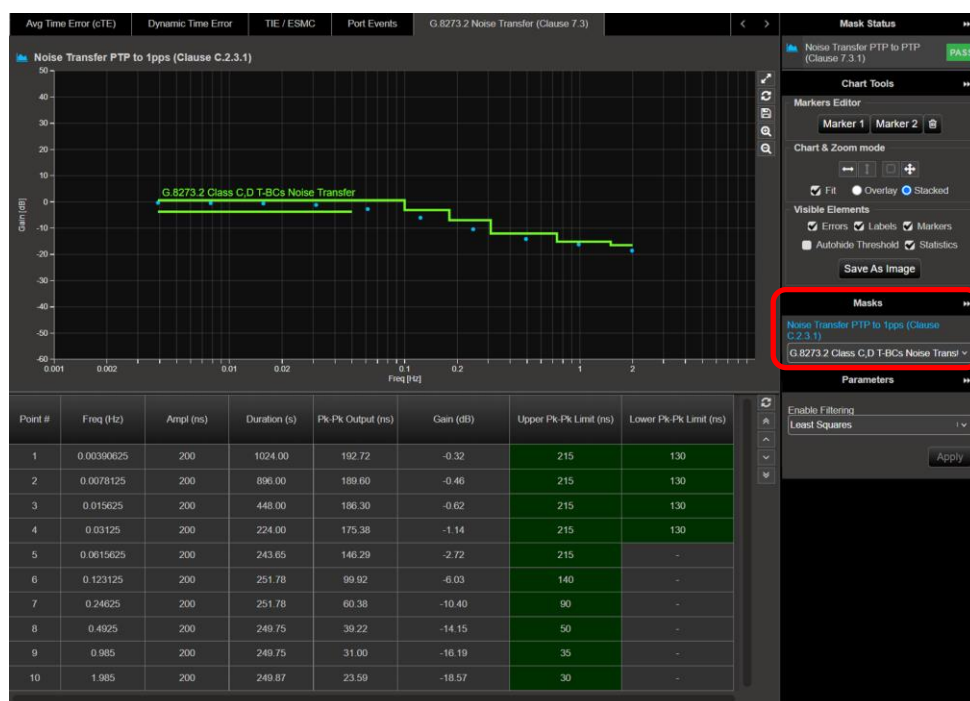 Avg Time Error (cTE) Dynamic Time Error TIE / ESMC Port Events G.8273.2 Noise Transfer (Clause 7.3)
Noise Transfer PTP to 1pps (Clause C.2.3.1)
50
40
30
20
10
0
-10
-20
-30
-40
-50
-60
Gain [dB]
G.8273.2 Class C,D T-BCs Noise Transfer
0.001 0.002 0.01 0.02 0.1 0.2 1 2
Freq [Hz]
Point # Freq (Hz) Ampl (ns) Duration (s) Pk-Pk Output (ns) Gain (dB) Upper Pk-Pk Limit (ns) Lower Pk-Pk Limit (ns)
1 0.00390625 200 1024.00 192.72 -0.32 215 130
2 0.0078125 200 896.00 189.60 -0.46 215 130
3 0.015625 200 448.00 186.30 -0.62 215 130
4 0.03125 200 224.00 175.38 -1.14 215 130
5 0.0615625 200 243.65 146.29 -2.72 215 -
6 0.123125 200 251.78 99.92 -6.03 140 -
7 0.24625 200 251.78 60.38 -10.40 90 -
8 0.4925 200 249.75 39.22 -14.15 50 -
9 0.985 200 249.75 31.00 -16.19 35 -
10 1.985 200 249.87 23.59 -18.57 30 -
Mask Status
Noise Transfer PTP to PTP
(Clause 7.3.1)
PASS
Chart Tools
Markers Editor
Marker 1 Marker 2
Chart & Zoom mode
Fit Overlay Stacked
Visible Elements
Errors Labels Markers
Autohide Threshold Statistics
Save As Image
Masks
Noise Transfer PTP to 1pps (Clause
C.2.3.1)
G.8273.2 Class C,D T-BCs Noise Transf
Parameters
Enable Filtering
Least Squares
Apply